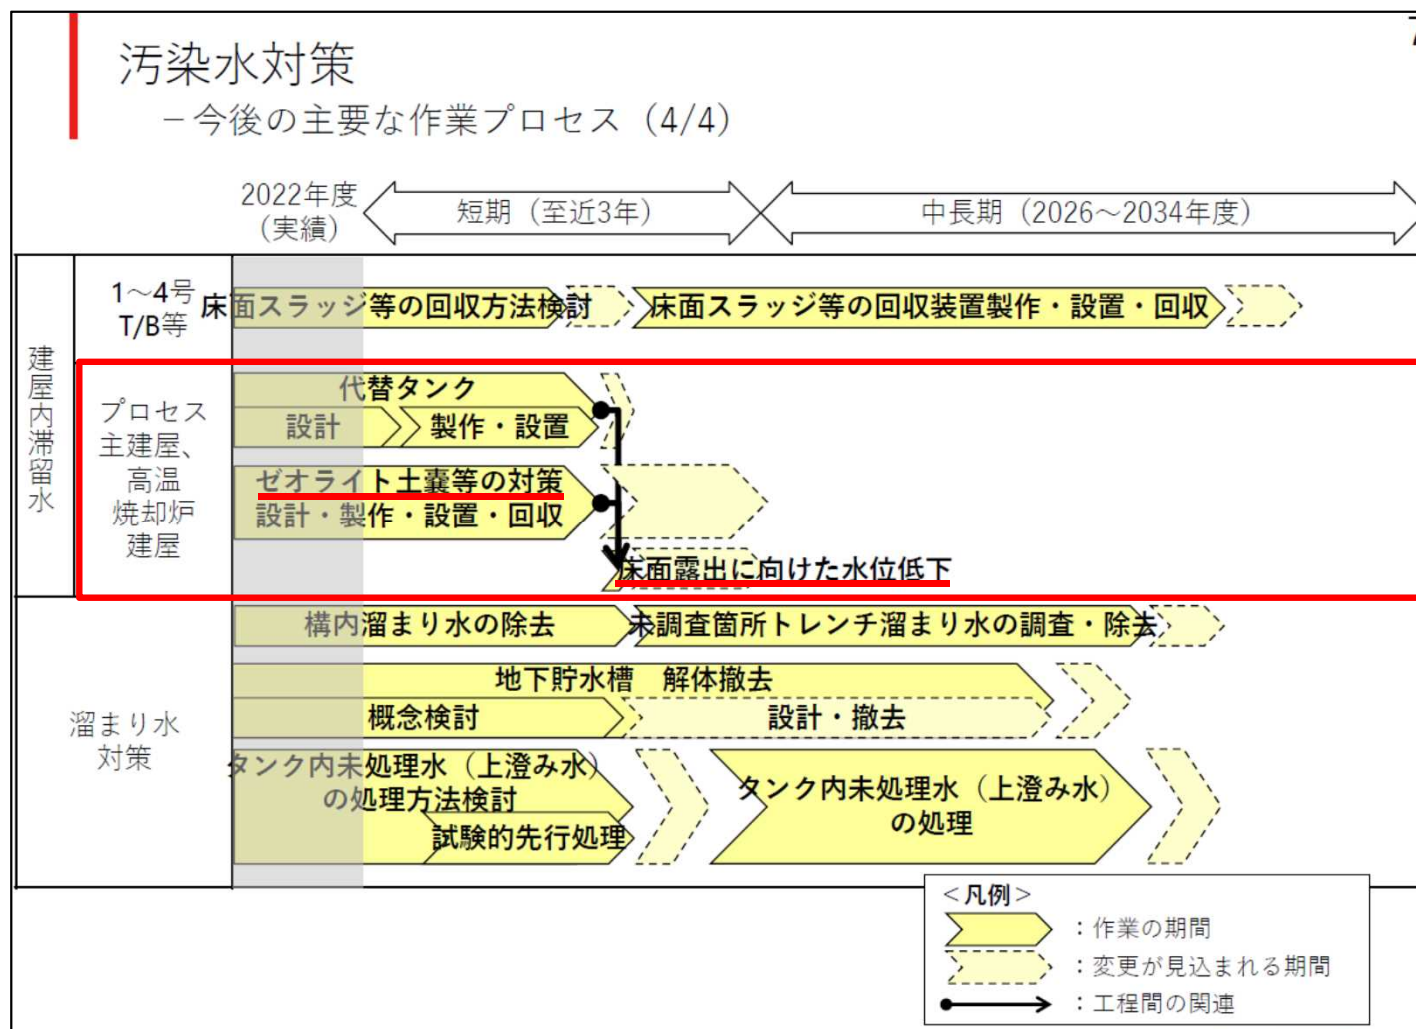 汚染水対策
－今後の主要な作業プロセス（4/4）
2022年度
（実績）
短期（至近3年）
中長期（2026～2034年度）
建屋内滞留水
1～4号
T/B等
床面スラッジ等の回収方法検討
床面スラッジ等の回収装置製作・設置・回収
プロセス
主建屋、
高温
焼却炉
建屋
代替タンク
設計
製作・設置
ゼオライト土嚢等の対策
設計・製作・設置・回収
床面露出に向けた水位低下
溜まり水
対策
構内溜まり水の除去
未調査箇所トレンチ溜まり水の調査・除去
地下貯水槽　解体撤去
概念検討
設計・撤去
タンク内未処理水（上澄み水）
の処理方法検討
試験的先行処理
タンク内未処理水（上澄み水）
の処理
＜凡例＞
：作業の期間
：変更が見込まれる期間
：工程間の関連